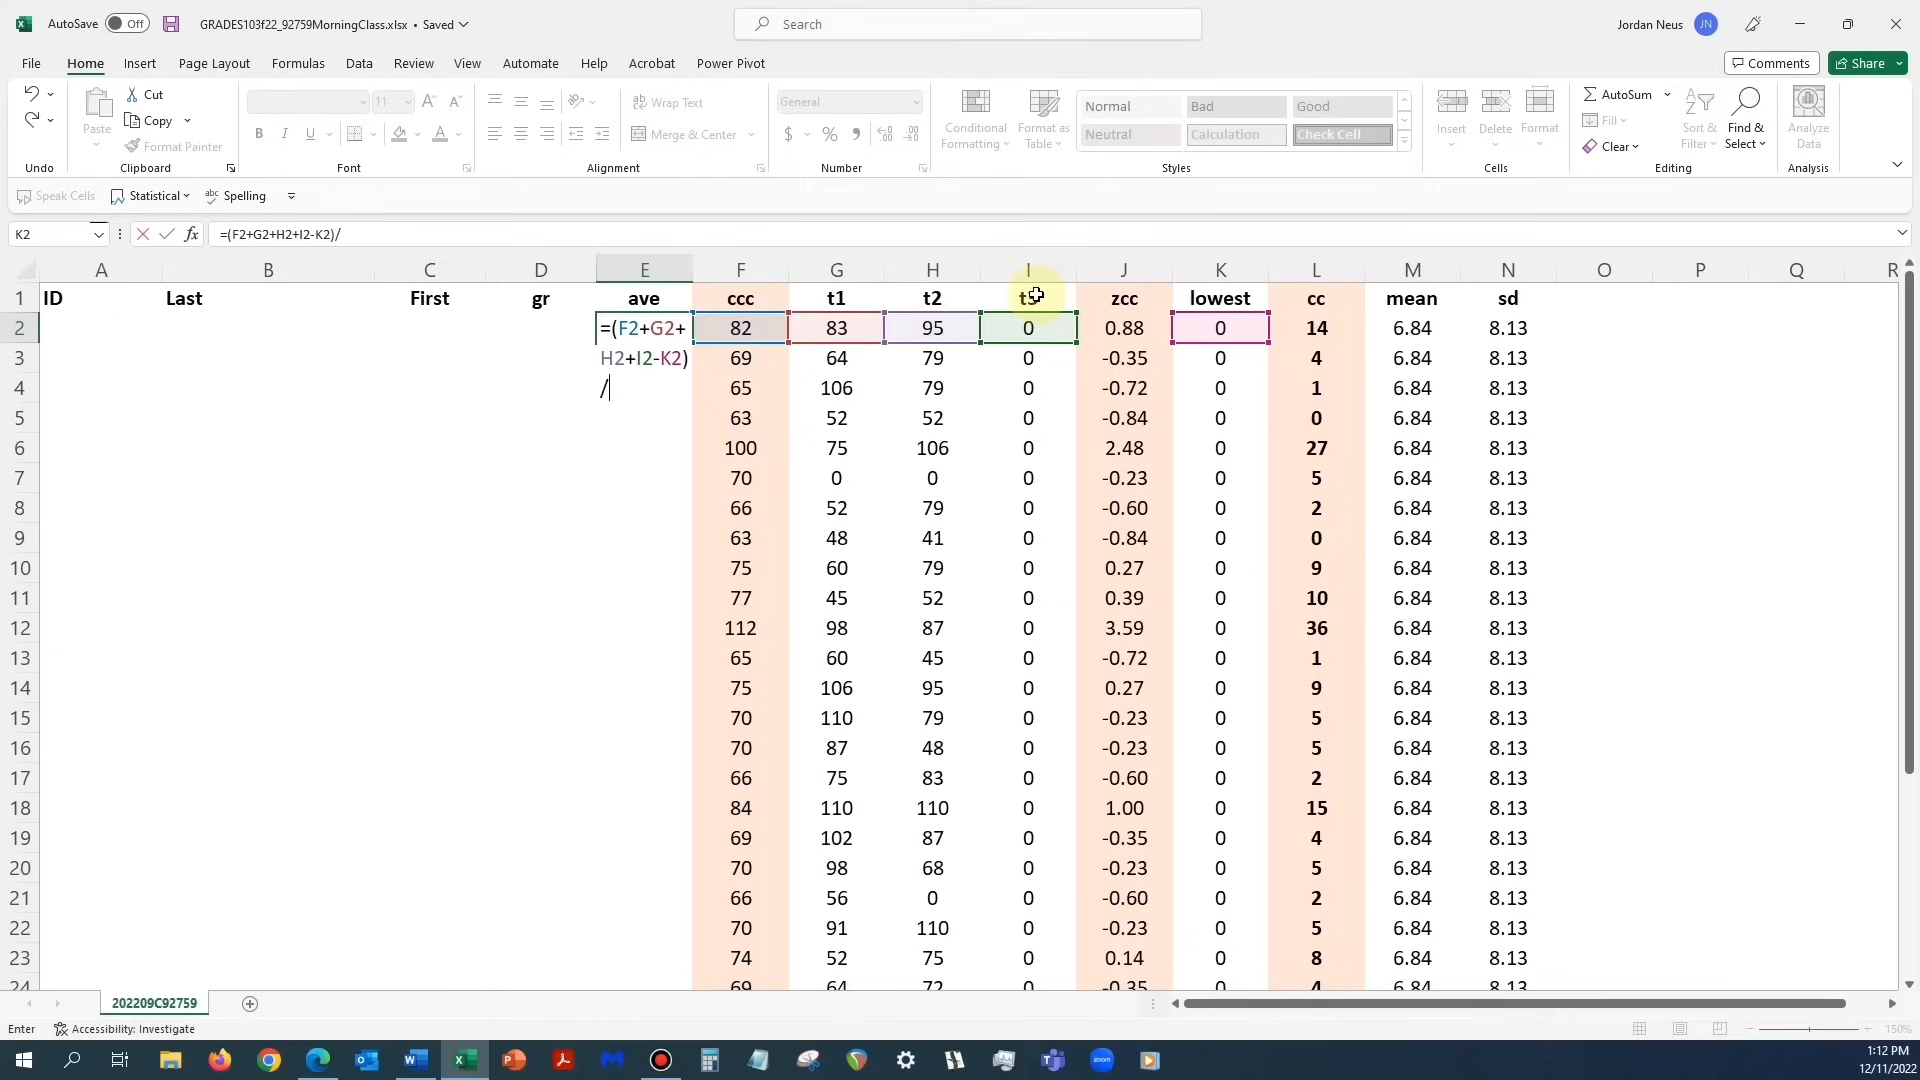 AutoSave Off GRADES103f22_92759MorningClass.xlsx • Saved Search Jordan Neus JN
File Home Insert Page Layout Formulas Data Review View Automate Help Acrobat Power Pivot Comments Share
Paste Cut Copy Format Painter 11 Wrap Text Merge & Center General Conditional Formatting Format as Table Normal Bad Good Neutral Calculation Check Cell Insert Delete Format AutoSum Fill Clear Sort & Filter Find & Select Analyze Data
Undo Clipboard Font Alignment Number Styles Cells Editing Analysis
Speak Cells Statistical Spelling
K2 fx =(F2+G2+H2+I2-K2)/
A B C D E F G H I J K L M N O P Q R
1 ID Last First gr ave ccc t1 t2 t3 zcc lowest cc mean sd
2 =(F2+G2+ 82 83 95 0 0.88 0 14 6.84 8.13
3 H2+I2-K2) 69 64 79 0 -0.35 0 4 6.84 8.13
4 / 65 106 79 0 -0.72 0 1 6.84 8.13
5 63 52 52 0 -0.84 0 0 6.84 8.13
6 100 75 106 0 2.48 0 27 6.84 8.13
7 70 0 0 0 -0.23 0 5 6.84 8.13
8 66 52 79 0 -0.60 0 2 6.84 8.13
9 63 48 41 0 -0.84 0 0 6.84 8.13
10 75 60 79 0 0.27 0 9 6.84 8.13
11 77 45 52 0 0.39 0 10 6.84 8.13
12 112 98 87 0 3.59 0 36 6.84 8.13
13 65 60 45 0 -0.72 0 1 6.84 8.13
14 75 106 95 0 0.27 0 9 6.84 8.13
15 70 110 79 0 -0.23 0 5 6.84 8.13
16 70 87 48 0 -0.23 0 5 6.84 8.13
17 66 75 83 0 -0.60 0 2 6.84 8.13
18 84 110 110 0 1.00 0 15 6.84 8.13
19 69 102 87 0 -0.35 0 4 6.84 8.13
20 70 98 68 0 -0.23 0 5 6.84 8.13
21 66 56 0 0 -0.60 0 2 6.84 8.13
22 70 91 110 0 -0.23 0 5 6.84 8.13
23 74 52 75 0 0.14 0 8 6.84 8.13
24 69 64 72 0 -0.35 0 4 6.84 8.13
202209C92759
Enter Accessibility: Investigate 150%
1:12 PM
12/11/2022